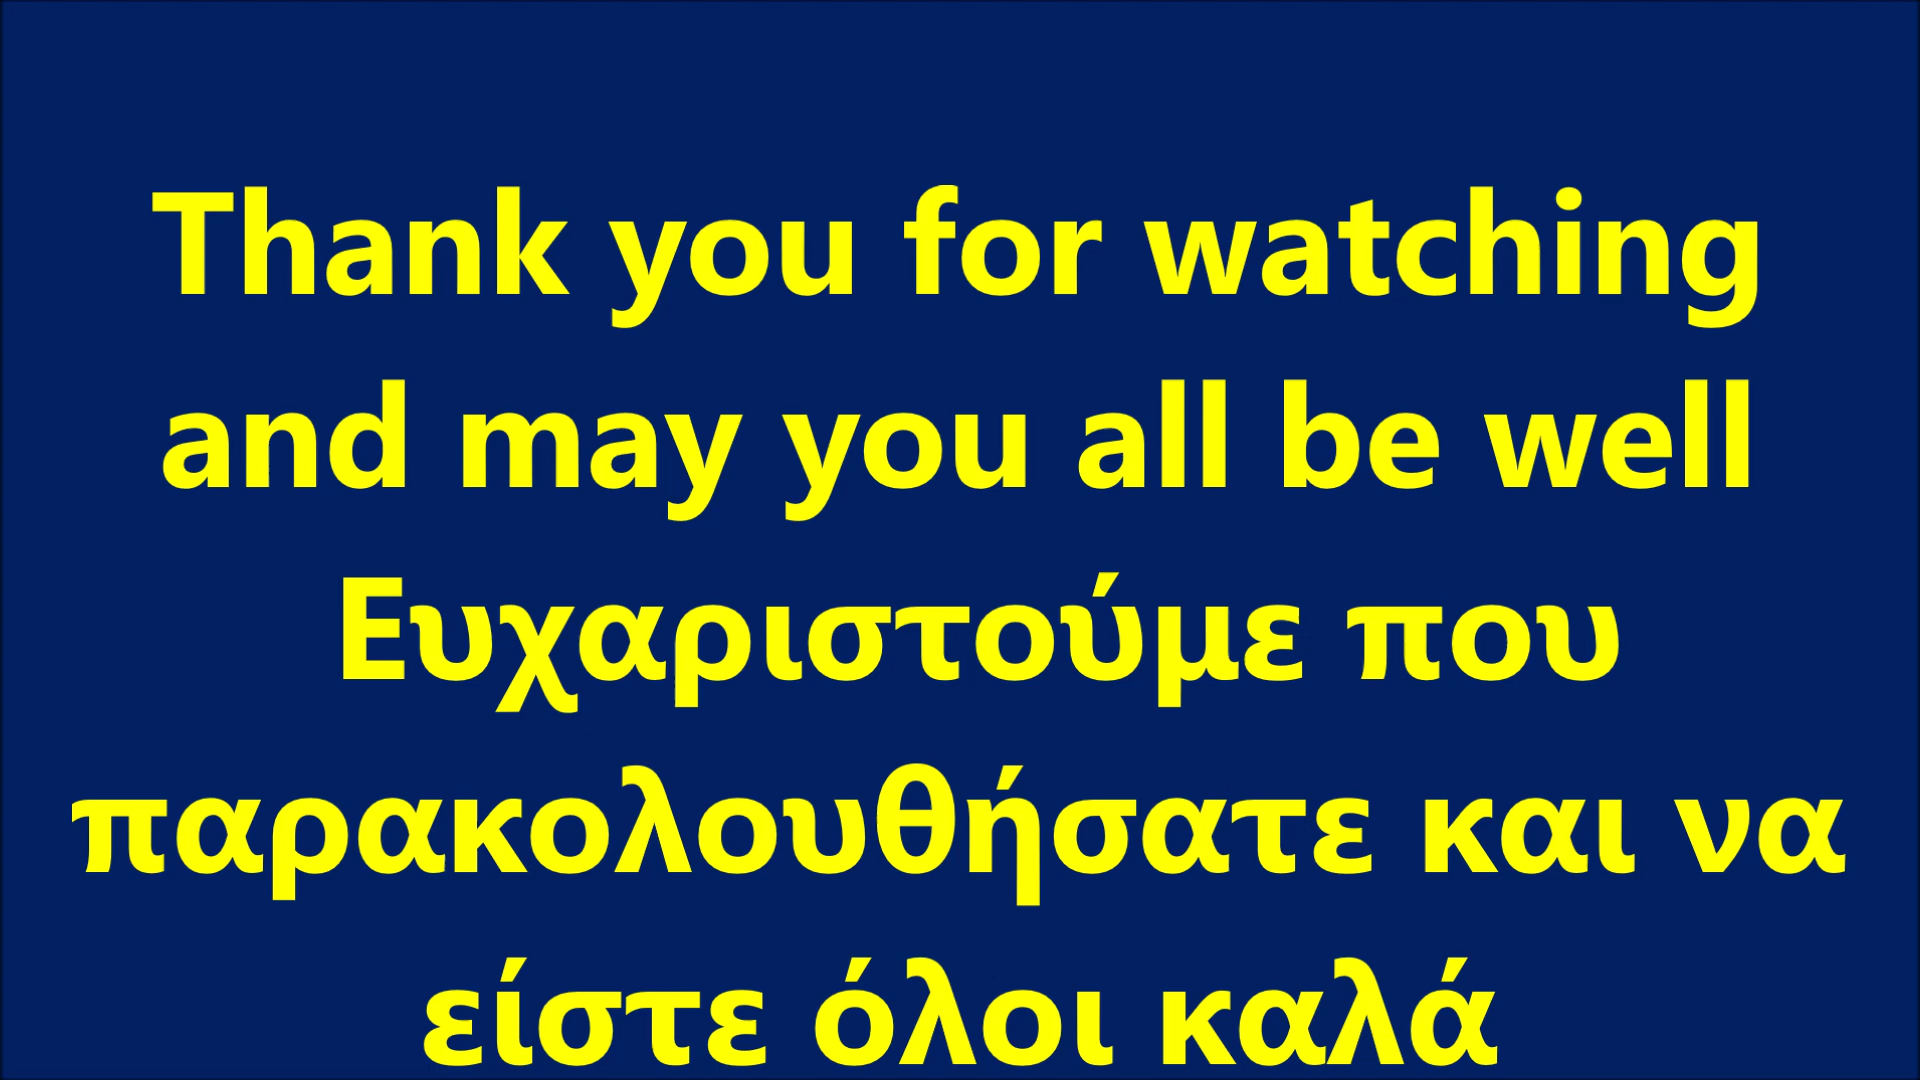 Thank you for watching
and may you all be well
Ευχαριστούμε που
παρακολουθήσατε και να
είστε όλοι καλά